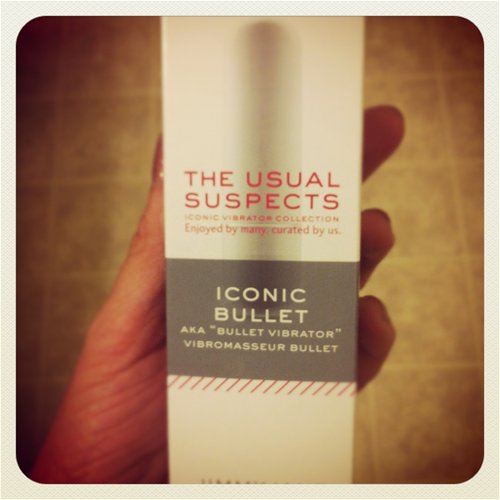 THE USUAL
SUSPECTS
ICONIC VIBRATOR COLLECTION
Enjoyed by many, curated by us.
ICONIC
BULLET
AKA "BULLET VIBRATOR"
VIBROMASSEUR BULLET